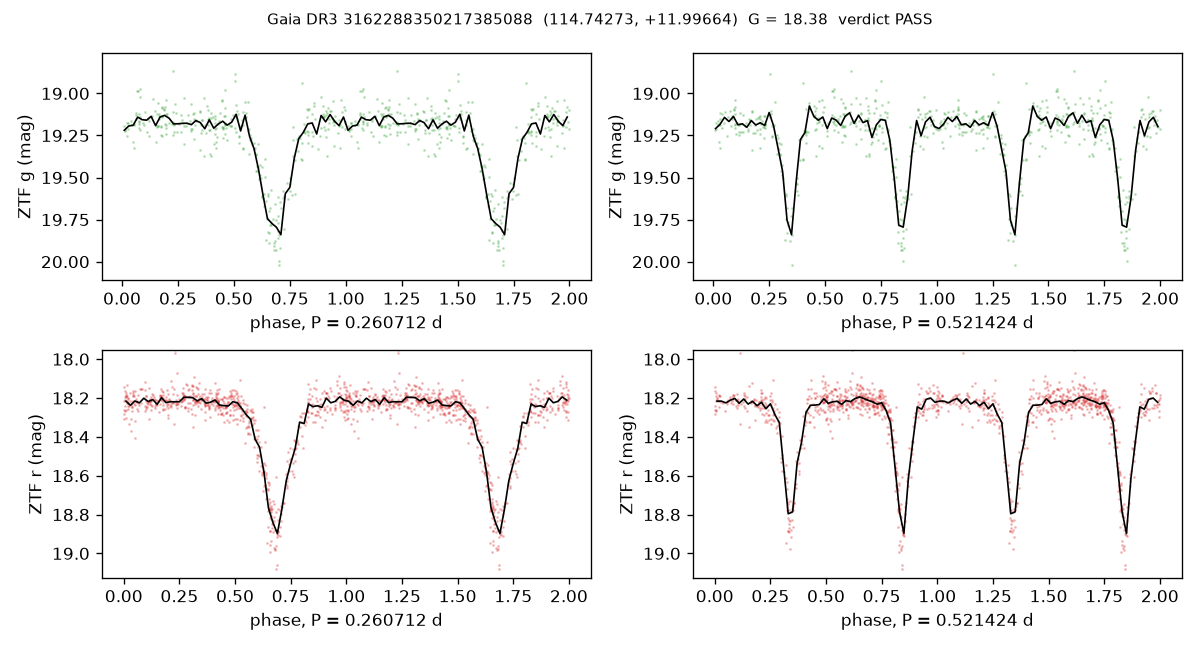 Gaia DR3 3162288350217385088 (114.74273, +11.99664) G = 18.38 verdict PASS
ZTF g (mag)
19.00
19.25
19.50
19.75
20.00
0.00 0.25 0.50 0.75 1.00 1.25 1.50 1.75 2.00
phase, P = 0.260712 d
ZTF g (mag)
19.00
19.25
19.50
19.75
20.00
0.00 0.25 0.50 0.75 1.00 1.25 1.50 1.75 2.00
phase, P = 0.521424 d
ZTF r (mag)
18.0
18.2
18.4
18.6
18.8
19.0
0.00 0.25 0.50 0.75 1.00 1.25 1.50 1.75 2.00
phase, P = 0.260712 d
ZTF r (mag)
18.0
18.2
18.4
18.6
18.8
19.0
0.00 0.25 0.50 0.75 1.00 1.25 1.50 1.75 2.00
phase, P = 0.521424 d